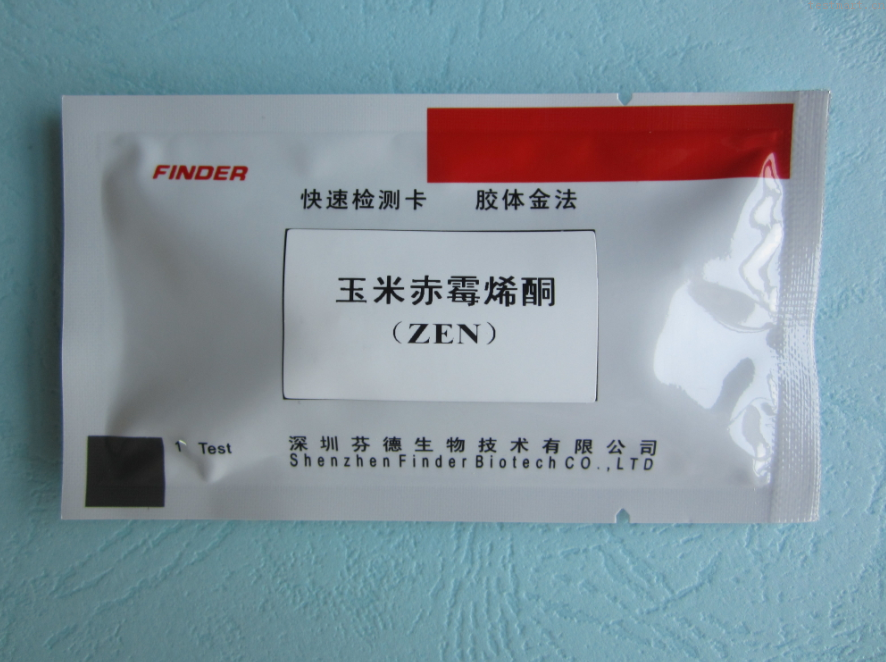 FINDER
快速检测卡 胶体金法
玉米赤霉烯酮
（ZEN）
1 Test
深圳芬德生物技术有限公司
Shenzhen Finder Biotech CO.,LTD